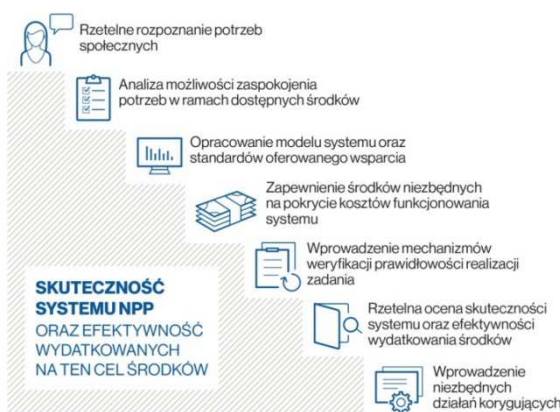 Rzetelne rozpoznanie potrzeb
społecznych
Analiza możliwości zaspokojenia
potrzeb w ramach dostępnych środków
Opracowanie modelu systemu oraz
standardów oferowanego wsparcia
Zapewnienie środków niezbędnych
na pokrycie kosztów funkcjonowania
systemu
Wprowadzenie mechanizmów
weryfikacji prawidłowości realizacji
zadania
Rzetelna ocena skuteczności
systemu oraz efektywności
wydatkowania środków
Wprowadzenie
niezbędnych
działań korygujących
SKUTECZNOŚĆ
SYSTEMU NPP
ORAZ EFEKTYWNOŚĆ
WYDATKOWANYCH
NA TEN CEL ŚRODKÓW